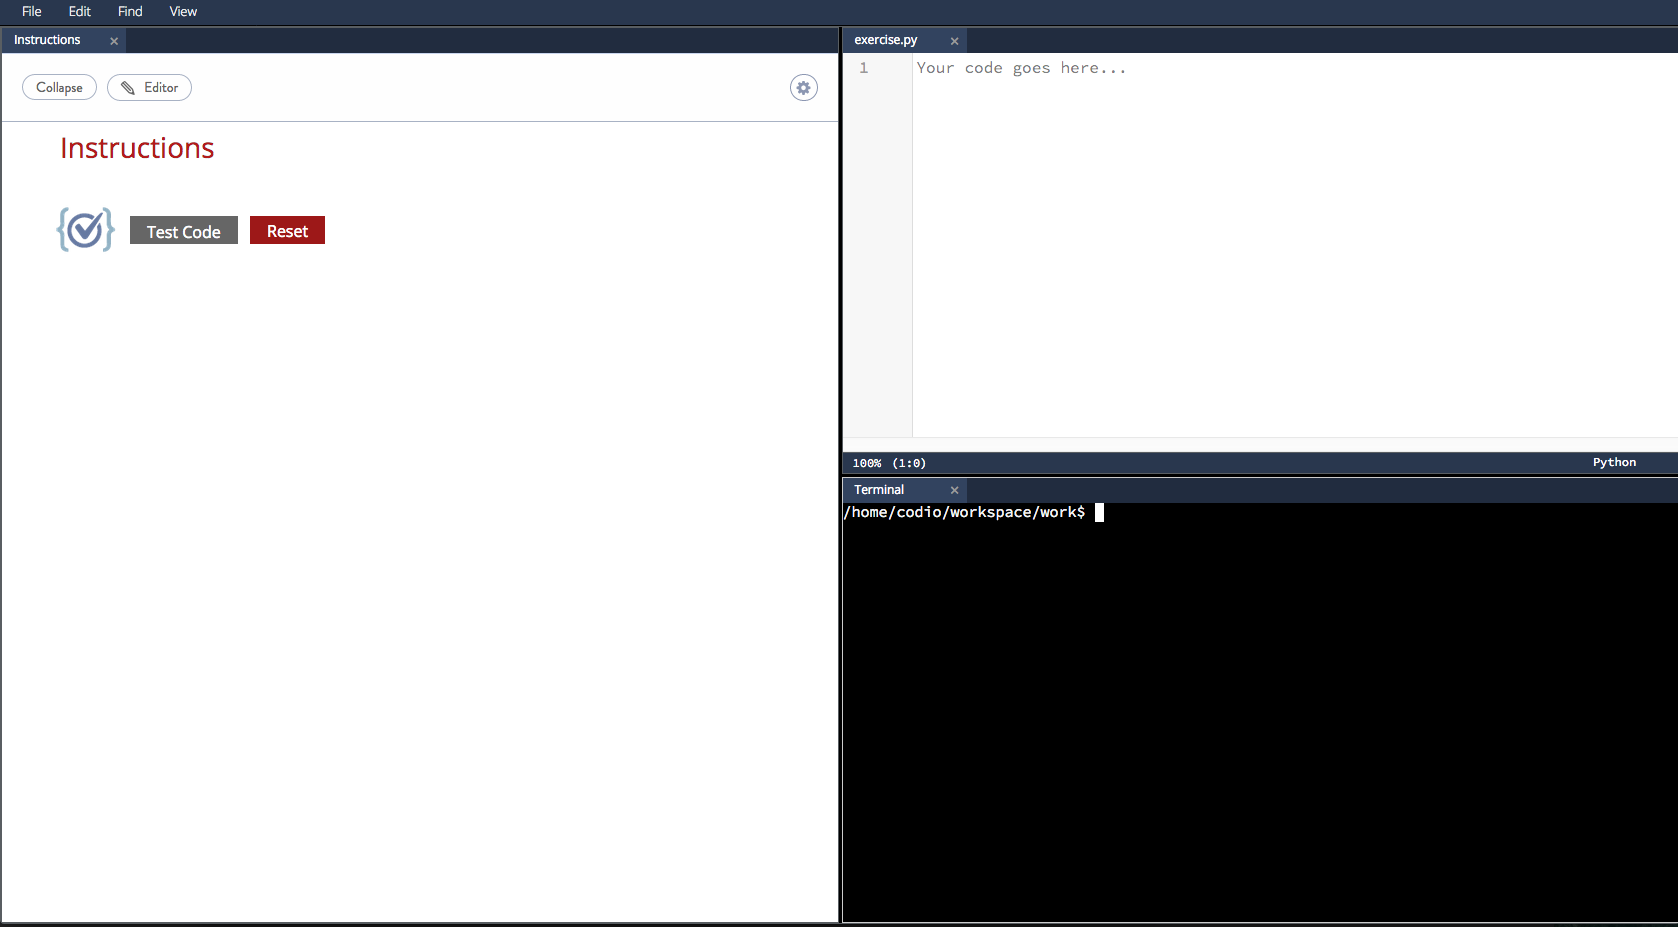 File Edit Find View
Instructions ×
Collapse Editor
Instructions
Test Code Reset
exercise.py ×
1 Your code goes here...
100% (1:0) Python
Terminal ×
/home/codio/workspace/work$